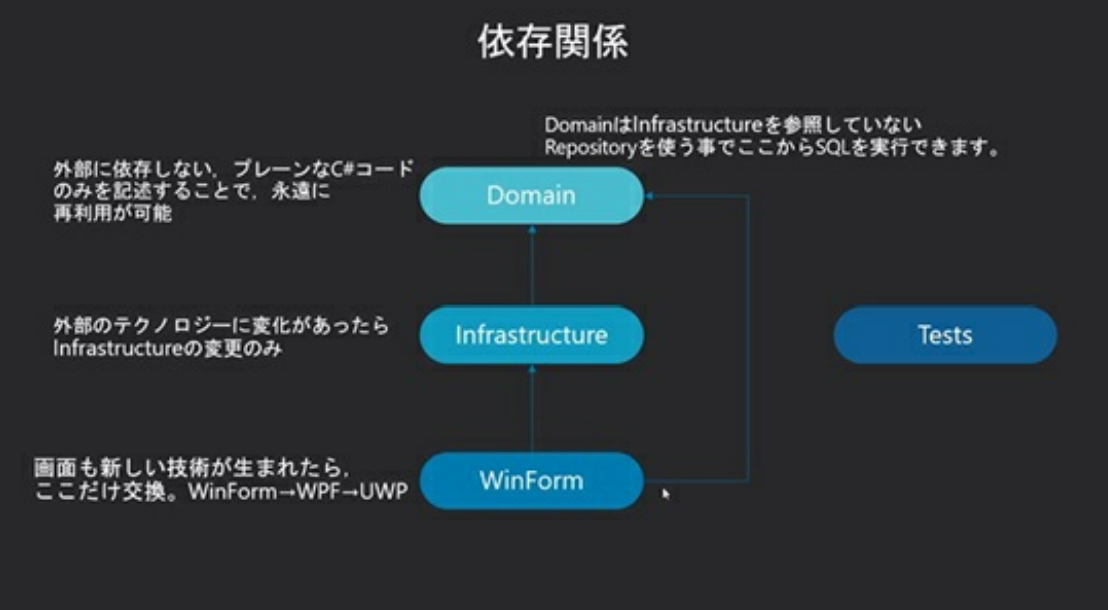 依存関係
DomainはInfrastructureを参照していない
Repositoryを使う事でここからSQLを実行できます。
外部に依存しない、プレーンなC#コード
のみを記述することで、永遠に
再利用が可能
Domain
外部のテクノロジーに変化があったら
Infrastructureの変更のみ
Infrastructure
Tests
画面も新しい技術が生まれたら、
ここだけ交換。WinForm→WPF→UWP
WinForm